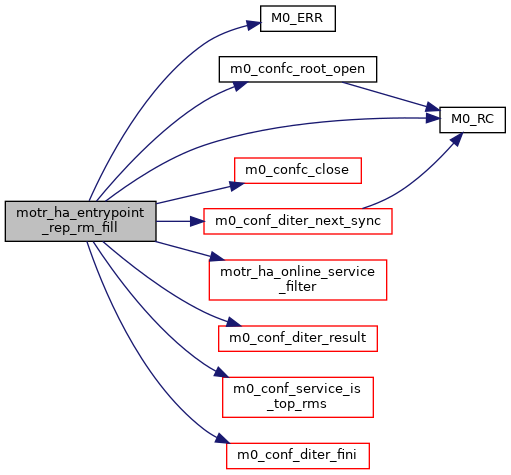 M0_ERR
m0_confc_root_open
M0_RC
m0_confc_close
motr_ha_entrypoint
_rep_rm_fill
m0_conf_diter_next_sync
motr_ha_online_service
_filter
m0_conf_diter_result
m0_conf_service_is
_top_rms
m0_conf_diter_fini